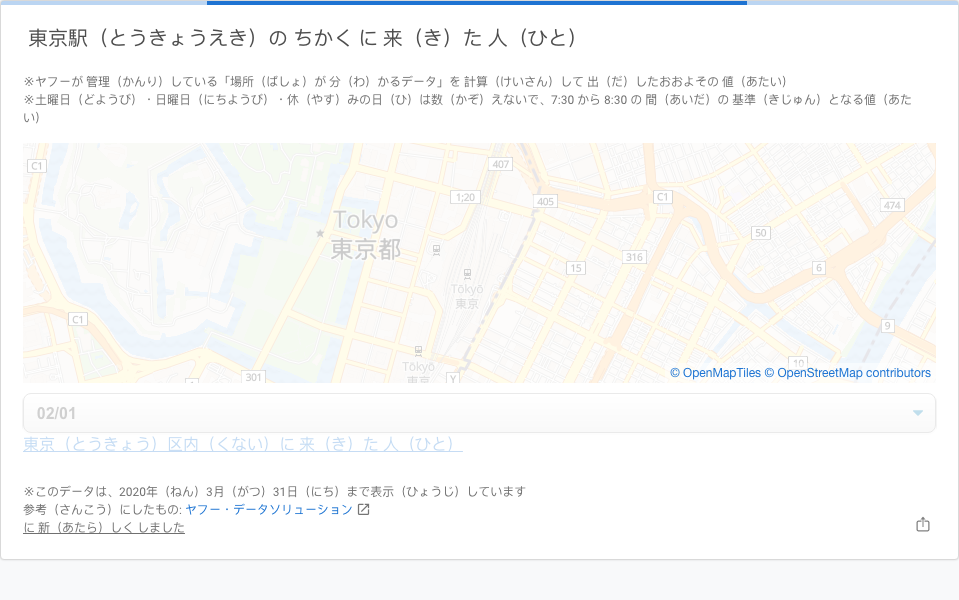 東京駅（とうきょうえき）の ちかく に 来（き）た 人（ひと）
※ヤフーが 管理（かんり）している「場所（ばしょ）が 分（わ）かるデータ」を 計算（けいさん）して 出（だ）したおおよその 値（あたい）
※土曜日（どようび）・日曜日（にちようび）・休（やす）みの日（ひ）は数（かぞ）えないで、7:30 から 8:30 の 間（あいだ）の 基準（きじゅん）となる値（あた
い）
C1
407
1;20
405
C1
474
Tokyo
東京都
50
316
15
6
Tōkyō
東京
C1
9
Tōkyō
東京
10
301
Y
© OpenMapTiles © OpenStreetMap contributors
02/01
東京（とうきょう）区内（くない）に 来（き）た 人（ひと）
※このデータは、2020年（ねん）3月（がつ）31日（にち）まで表示（ひょうじ）しています
参考（さんこう）にしたもの: ヤフー・データソリューション
に 新（あたら）しく しました